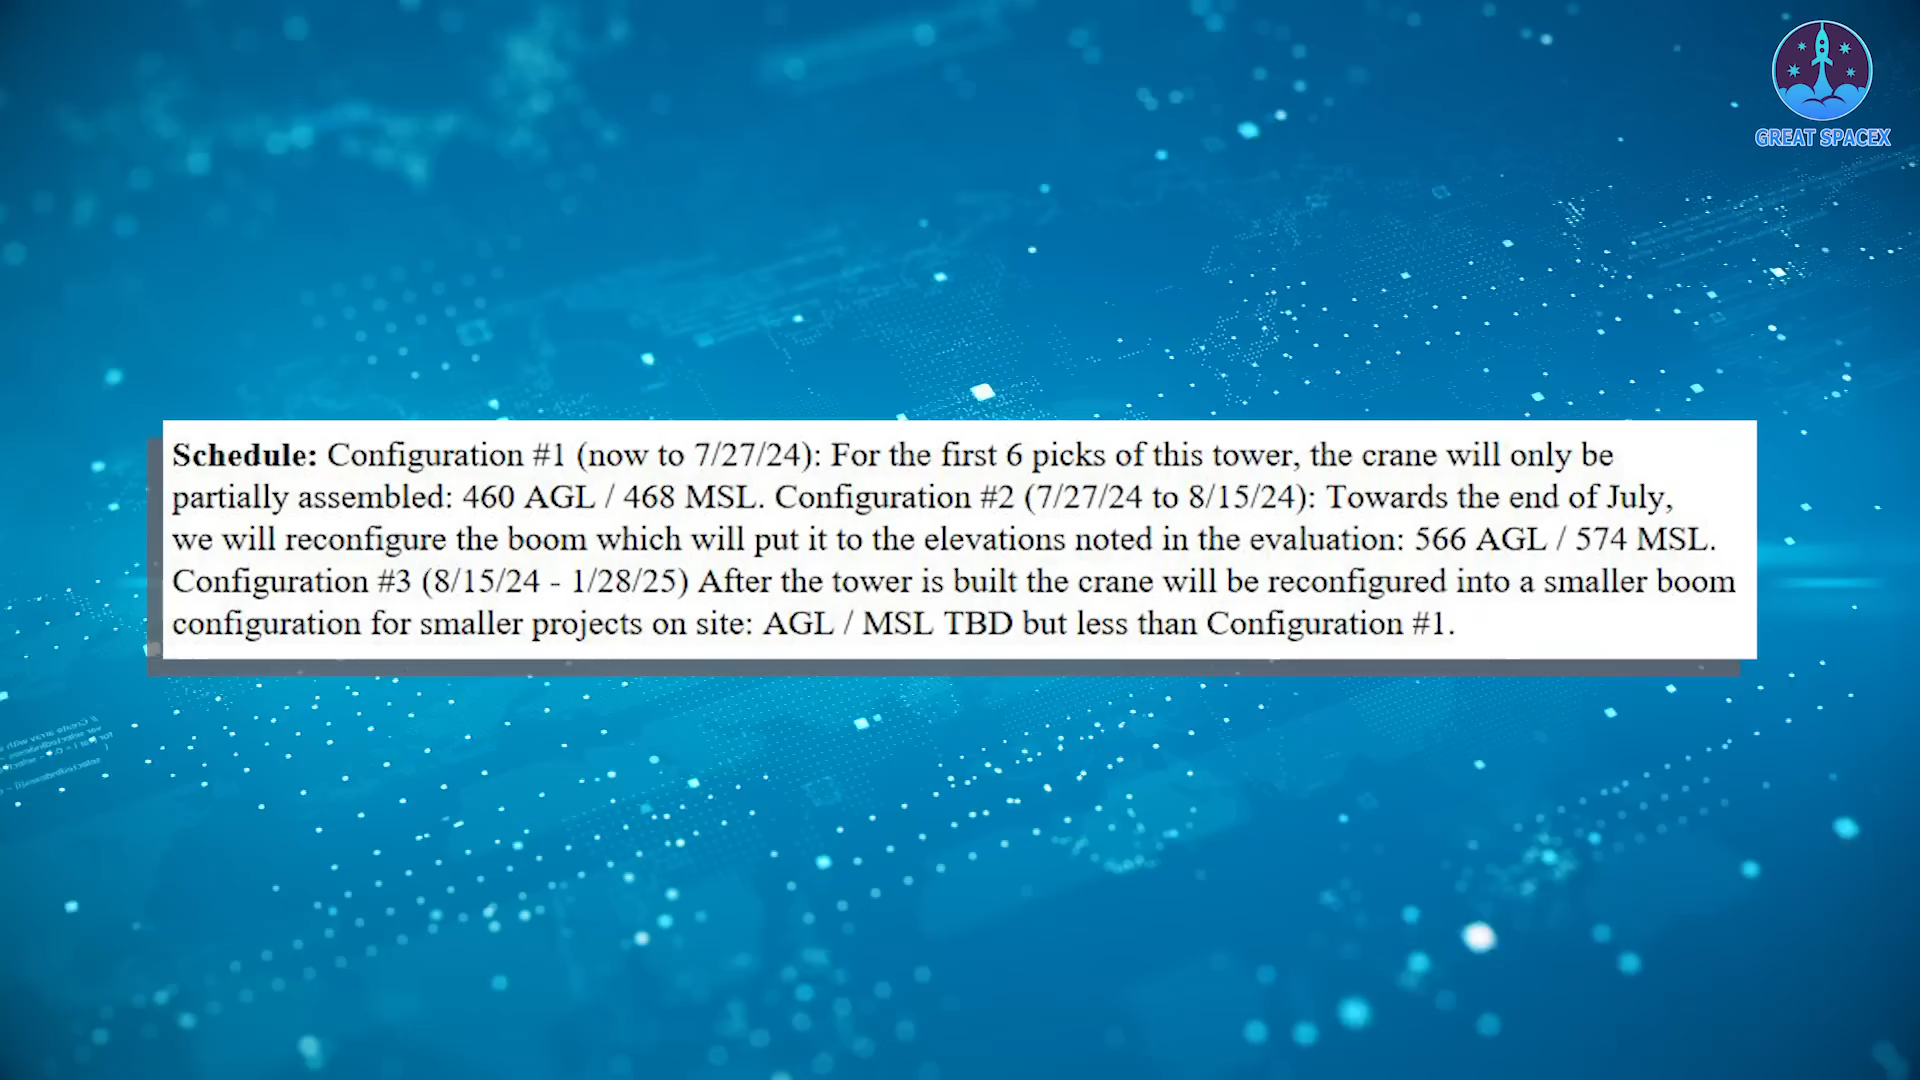 GREAT SPACEX
Schedule: Configuration #1 (now to 7/27/24): For the first 6 picks of this tower, the crane will only be
partially assembled: 460 AGL / 468 MSL. Configuration #2 (7/27/24 to 8/15/24): Towards the end of July,
we will reconfigure the boom which will put it to the elevations noted in the evaluation: 566 AGL / 574 MSL.
Configuration #3 (8/15/24 - 1/28/25) After the tower is built the crane will be reconfigured into a smaller boom
configuration for smaller projects on site: AGL / MSL TBD but less than Configuration #1.